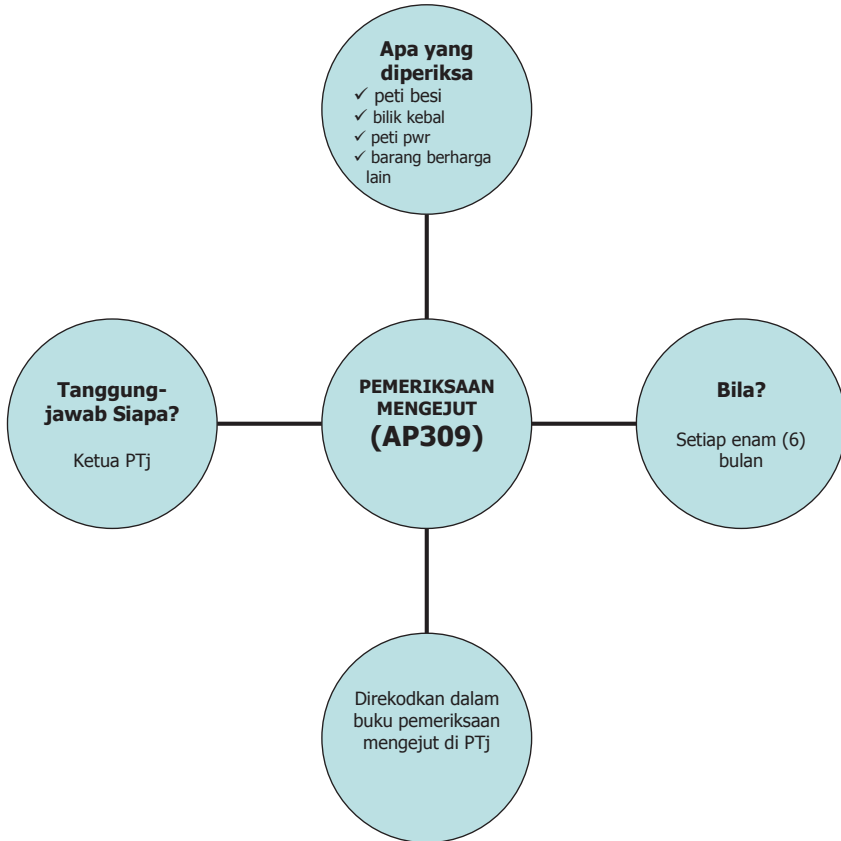 Apa yang
diperiksa
✓ peti besi
✓ bilik kebal
✓ peti pwr
✓ barang berharga
lain
Tanggung-
jawab Siapa?
Ketua PTj
PEMERIKSAAN
MENGEJUT
(AP309)
Bila?
Setiap enam (6)
bulan
Direkodkan dalam
buku pemeriksaan
mengejut di PTj